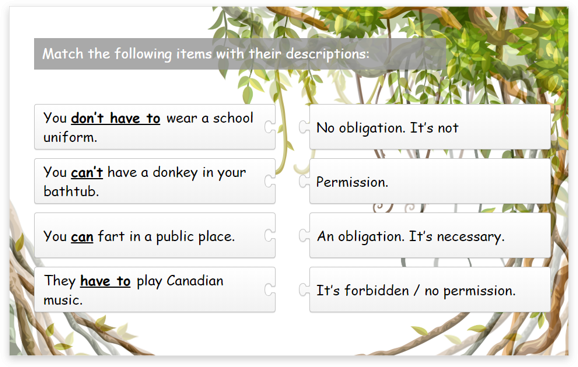 Match the following items with their descriptions:
You don't have to wear a school
uniform.
No obligation. It's not
You can't have a donkey in your
bathtub.
Permission.
You can fart in a public place.
An obligation. It's necessary.
They have to play Canadian
music.
It's forbidden / no permission.